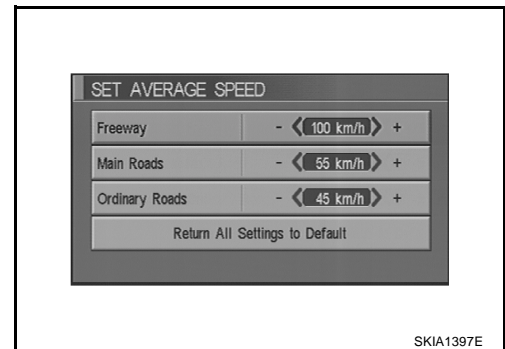 SET AVERAGE SPEED
Freeway - 100 km/h +
Main Roads - 55 km/h +
Ordinary Roads - 45 km/h +
Return All Settings to Default
SKIA1397E